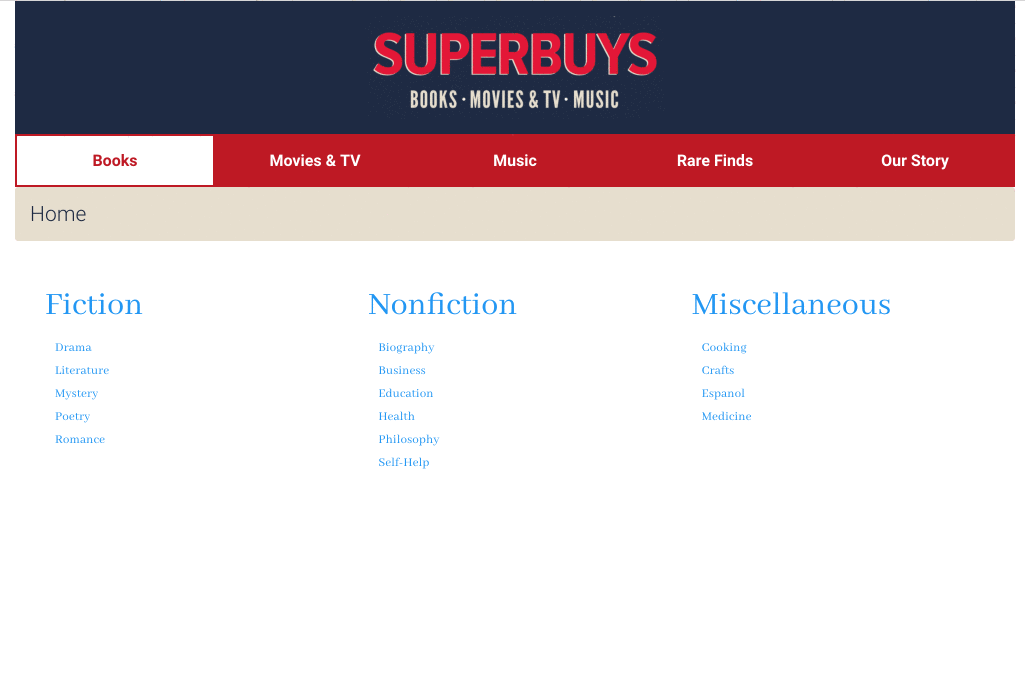 SUPERBUYS
BOOKS · MOVIES & TV · MUSIC
Books Movies & TV Music Rare Finds Our Story
Home
Fiction
Drama
Literature
Mystery
Poetry
Romance
Nonfiction
Biography
Business
Education
Health
Philosophy
Self-Help
Miscellaneous
Cooking
Crafts
Espanol
Medicine